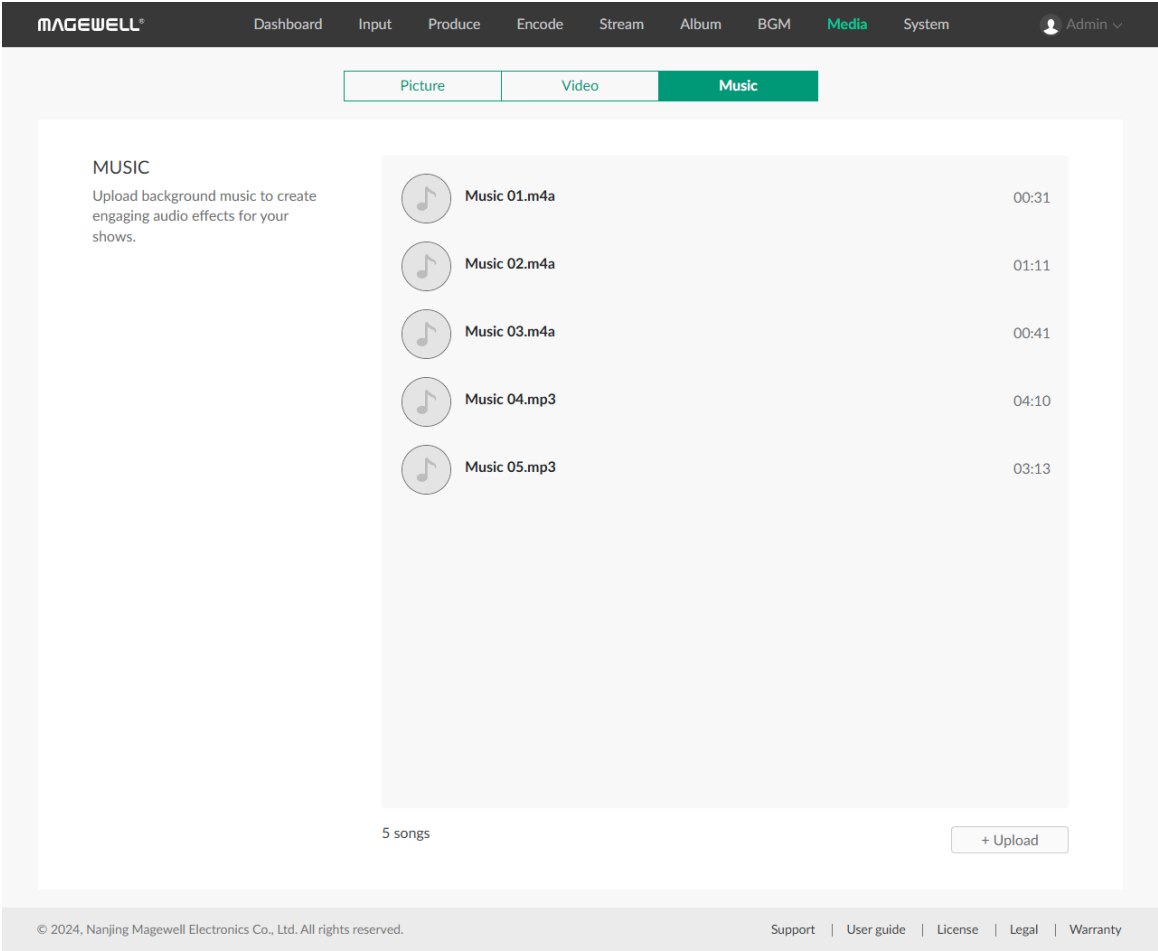 MAGEWELL® Dashboard Input Produce Encode Stream Album BGM Media System Admin
Picture Video Music
MUSIC
Upload background music to create
engaging audio effects for your
shows.
Music 01.m4a 00:31
Music 02.m4a 01:11
Music 03.m4a 00:41
Music 04.mp3 04:10
Music 05.mp3 03:13
5 songs
+ Upload
© 2024, Nanjing Magewell Electronics Co., Ltd. All rights reserved. Support | User guide | License | Legal | Warranty